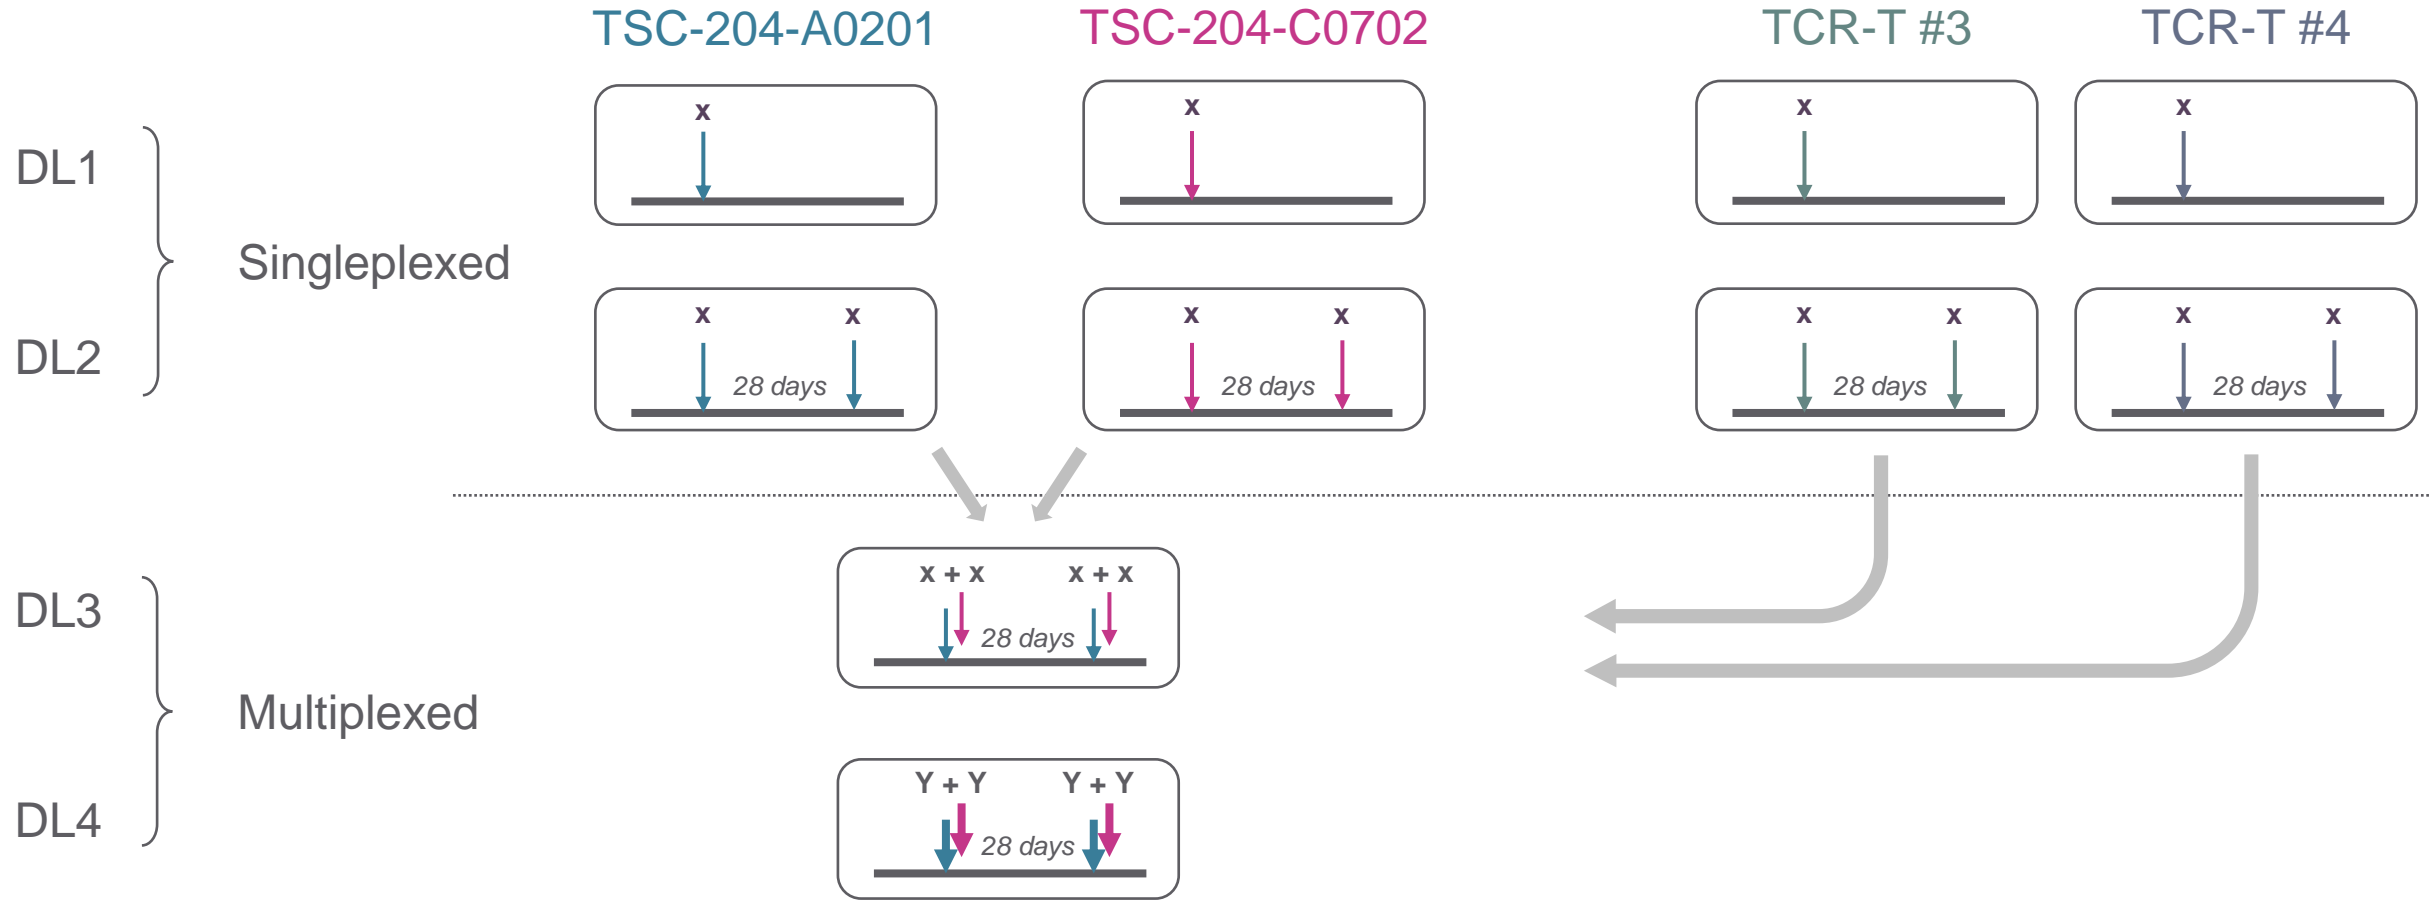 TSC-204-A0201
TSC-204-C0702
TCR-T #3
TCR-T #4
DL1
x
x
x
x
Singleplexed
DL2
x x
28 days
x x
28 days
x x
28 days
x x
28 days
DL3
x + x x + x
28 days
Multiplexed
DL4
Y + Y Y + Y
28 days